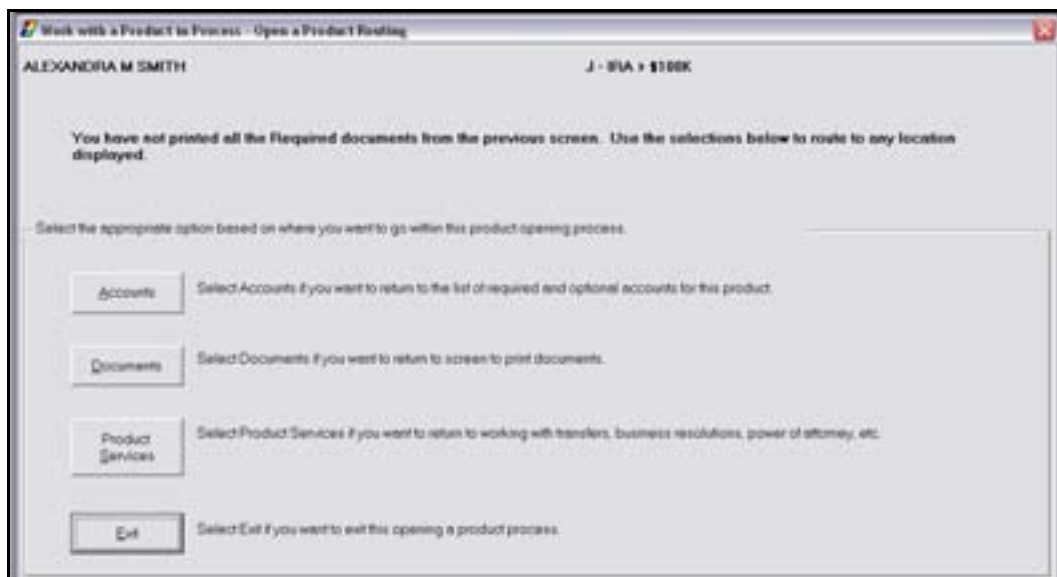 Work with a Product in Process - Open a Product Routing
ALEXANDRA M SMITH J - IRA > $100K
You have not printed all the Required documents from the previous screen. Use the selections below to route to any location
displayed.
Select the appropriate option based on where you want to go within this product opening process.
Accounts Select Accounts if you want to return to the list of required and optional accounts for this product.
Documents Select Documents if you want to return to screen to print documents.
Product
Services Select Product Services if you want to return to working with transfers, business resolutions, power of attorney, etc.
Exit Select Exit if you want to exit this opening a product process.